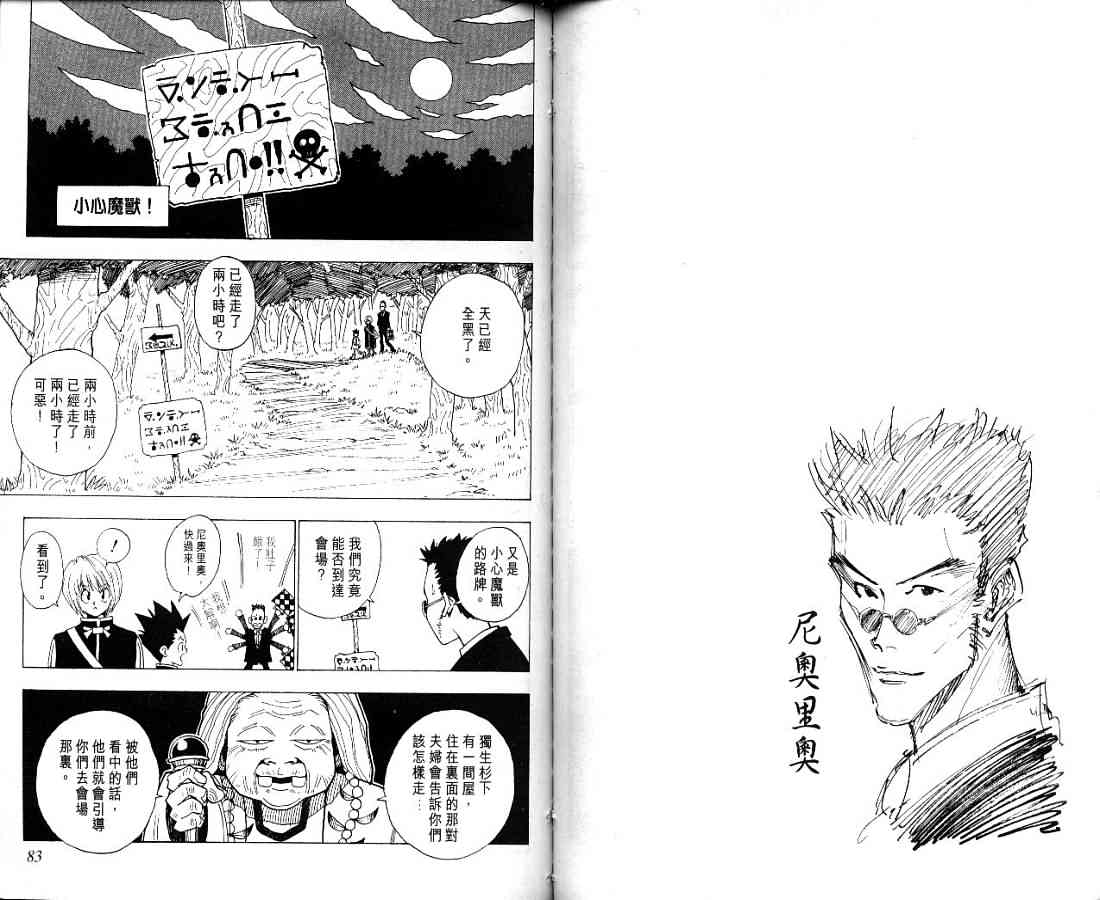 小心魔獸！
天已經
全黑了。
已經走了
兩小時吧？
兩小時前，
已經走了
兩小時了！
可惡！
又是
小心魔獸
的路牌。
我們究竟
能否到達
會場？
我肚子
餓了！
我想
大便啊！
尼奧里奧，
快過來！
！
看到了。
獨生杉下
有一間屋，
住在裏面的那對
夫婦會告訴你們
該怎樣走…
被他們
看中的話，
他們就會引導
你們去會場
那裏。
83
尼奧里奧